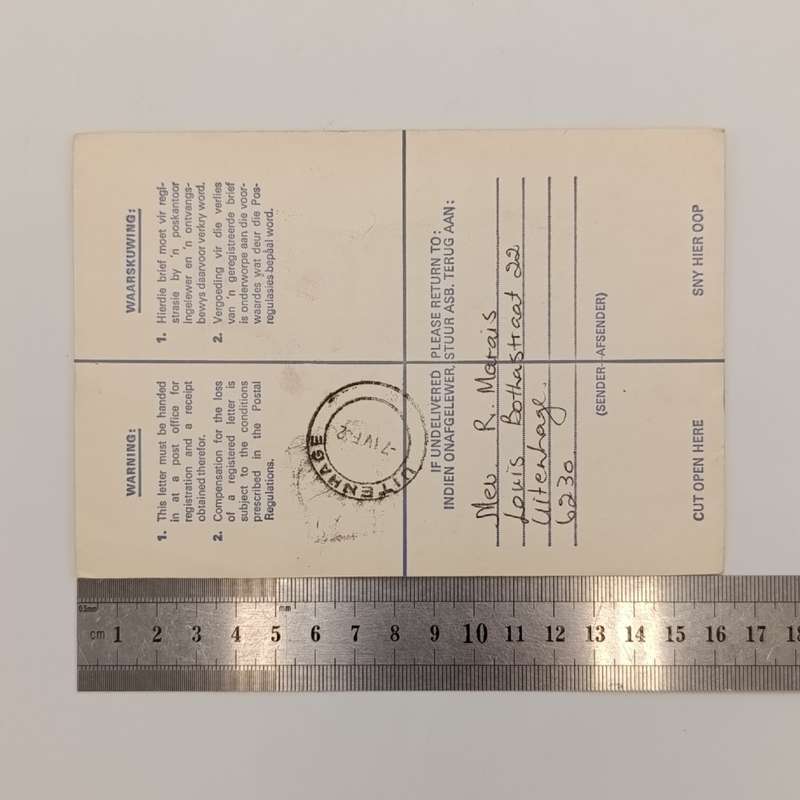 WAARSKUWING:
1. Hierdie brief moet vir regi-
strasie by 'n poskantoor
ingelewer en 'n ontvangs-
bewys daarvoor verkry word.
2. Vergoeding vir die verlies
van 'n geregistreerde brief
is onderworpe aan die voor-
waardes wat deur die Pos-
regulasies bepaal word.
WARNING:
1. This letter must be handed
in at a post office for
registration and a receipt
obtained therefor.
2. Compensation for the loss
of a registered letter is
subject to the conditions
prescribed in the Postal
Regulations.
UITENHAGE
IF UNDELIVERED PLEASE RETURN TO:
INDIEN ONAFGELEWER, STUUR ASB. TERUG AAN:
Mev. R. Marais
Louis Bothastraat 22
Uitenhage.
6230
(SENDER—AFSENDER)
CUT OPEN HERE
SNY HIER OOP
0.5mm
mm
cm 1 2 3 4 5 6 7 8 9 10 11 12 13 14 15 16 17 18